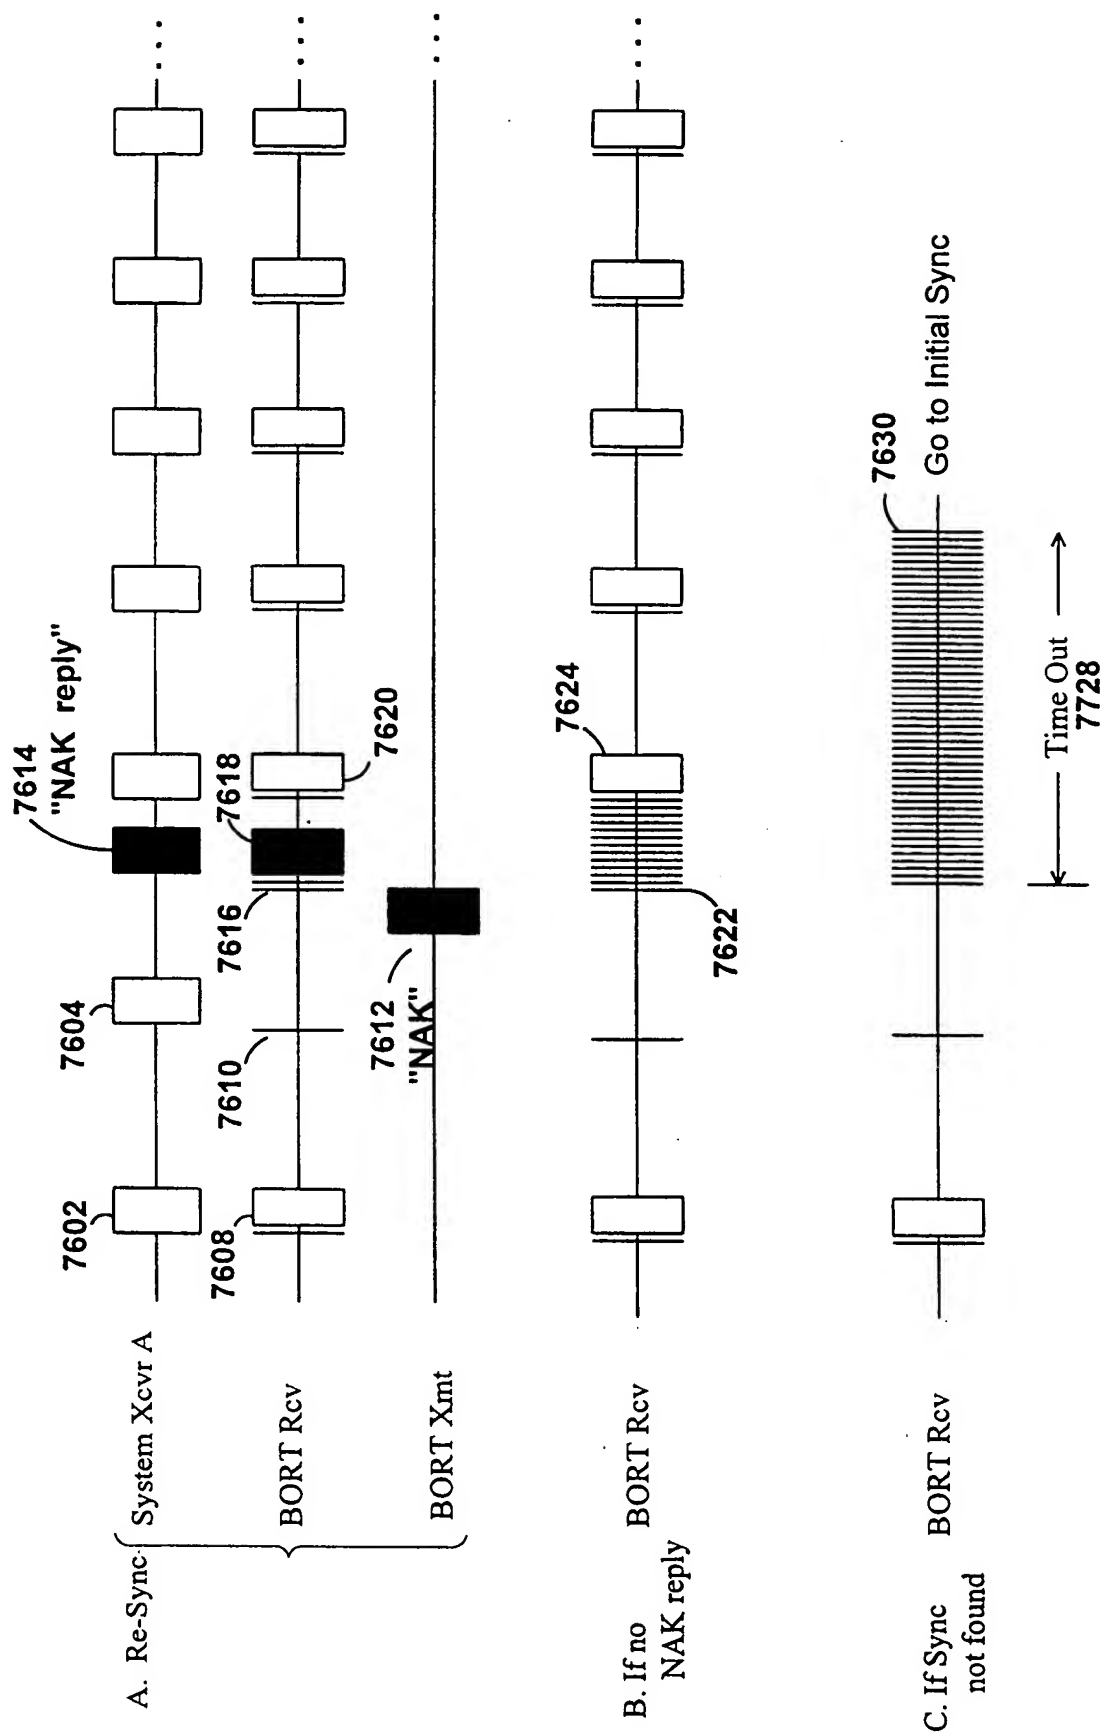 A. Re-Sync
System Xcvr A
7602
7604
7614
"NAK reply"
BORT Rcv
7608
7610
7616
7618
7620
BORT Xmt
7612
"NAK"
B. If no
NAK reply
BORT Rcv
7622
7624
C. If Sync
not found
BORT Rcv
7630
Go to Initial Sync
Time Out
7728